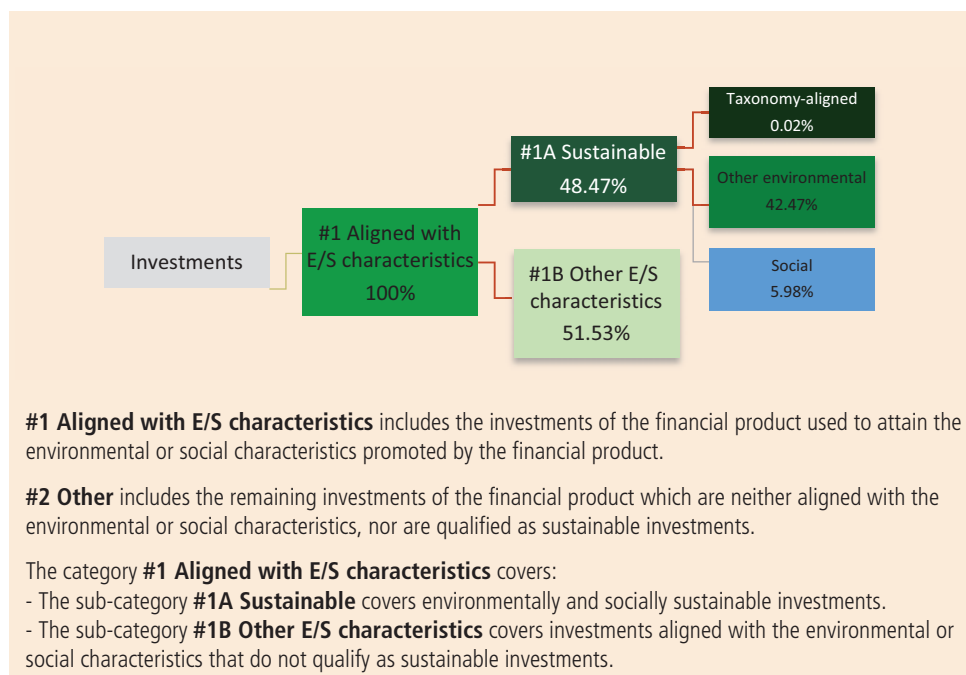 Taxonomy-aligned
0.02%
#1A Sustainable
48.47%
Other environmental
42.47%
#1 Aligned with
E/S characteristics
100%
Investments
#1B Other E/S
characteristics
51.53%
Social
5.98%
#1 Aligned with E/S characteristics includes the investments of the financial product used to attain the
environmental or social characteristics promoted by the financial product.
#2 Other includes the remaining investments of the financial product which are neither aligned with the
environmental or social characteristics, nor are qualified as sustainable investments.
The category #1 Aligned with E/S characteristics covers:
- The sub-category #1A Sustainable covers environmentally and socially sustainable investments.
- The sub-category #1B Other E/S characteristics covers investments aligned with the environmental or
social characteristics that do not qualify as sustainable investments.